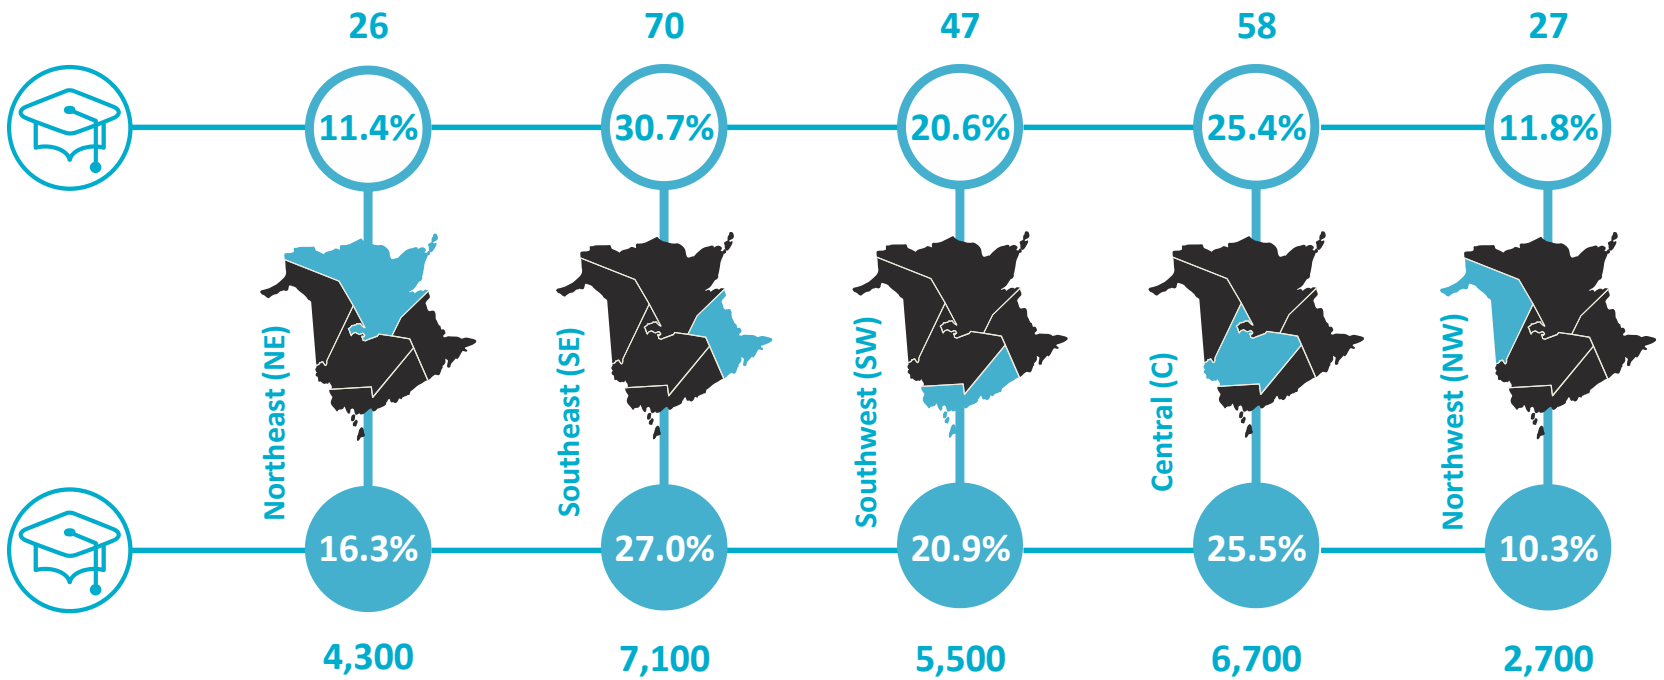 26 70 47 58 27
11.4% 30.7% 20.6% 25.4% 11.8%
Northeast (NE)
Southeast (SE)
Southwest (SW)
Central (C)
Northwest (NW)
16.3% 27.0% 20.9% 25.5% 10.3%
4,300 7,100 5,500 6,700 2,700